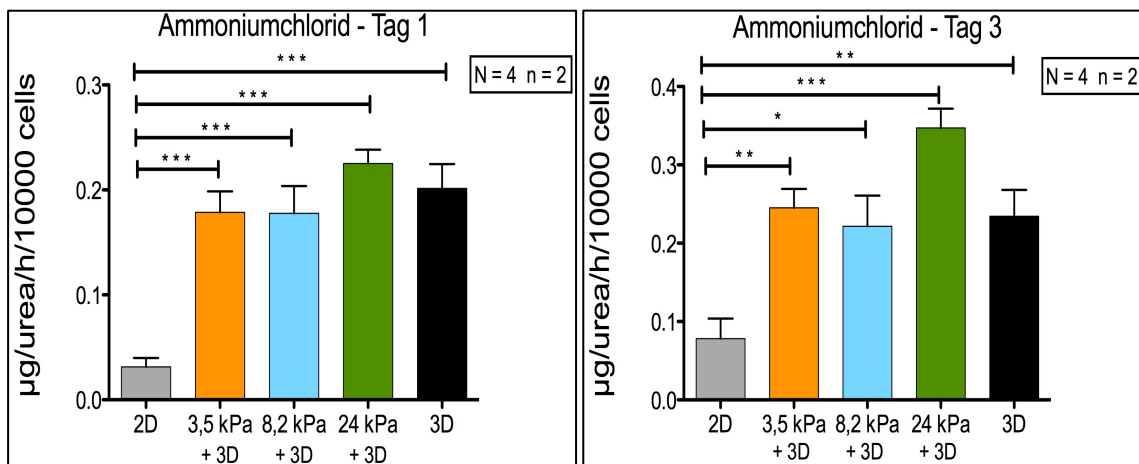 Ammoniumchlorid - Tag 1
N = 4 n = 2
***
***
***
***
µg/urea/h/10000 cells
0.3
0.2
0.1
0.0
2D 3,5 kPa 8,2 kPa 24 kPa 3D
+ 3D + 3D + 3D
Ammoniumchlorid - Tag 3
N = 4 n = 2
**
***
*
**
µg/urea/h/10000 cells
0.4
0.3
0.2
0.1
0.0
2D 3,5 kPa 8,2 kPa 24 kPa 3D
+ 3D + 3D + 3D